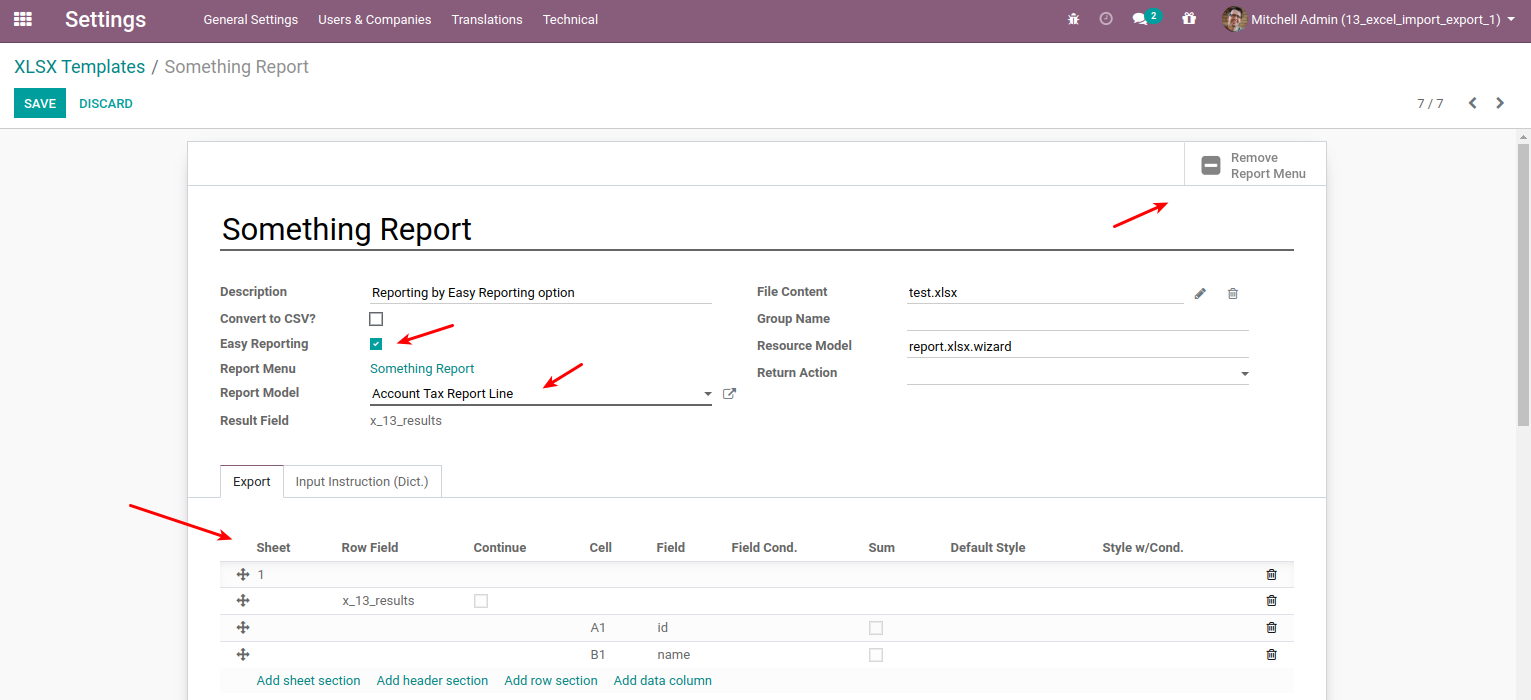 Settings General Settings Users & Companies Translations Technical 2 Mitchell Admin (13_excel_import_export_1)
XLSX Templates / Something Report
SAVE DISCARD 7 / 7
Remove
Report Menu
Something Report
Description Reporting by Easy Reporting option File Content test.xlsx
Convert to CSV? Group Name
Easy Reporting Resource Model report.xlsx.wizard
Report Menu Something Report Return Action
Report Model Account Tax Report Line
Result Field x_13_results
Export Input Instruction (Dict.)
Sheet Row Field Continue Cell Field Field Cond. Sum Default Style Style w/Cond.
1
x_13_results
A1 id
B1 name
Add sheet section Add header section Add row section Add data column